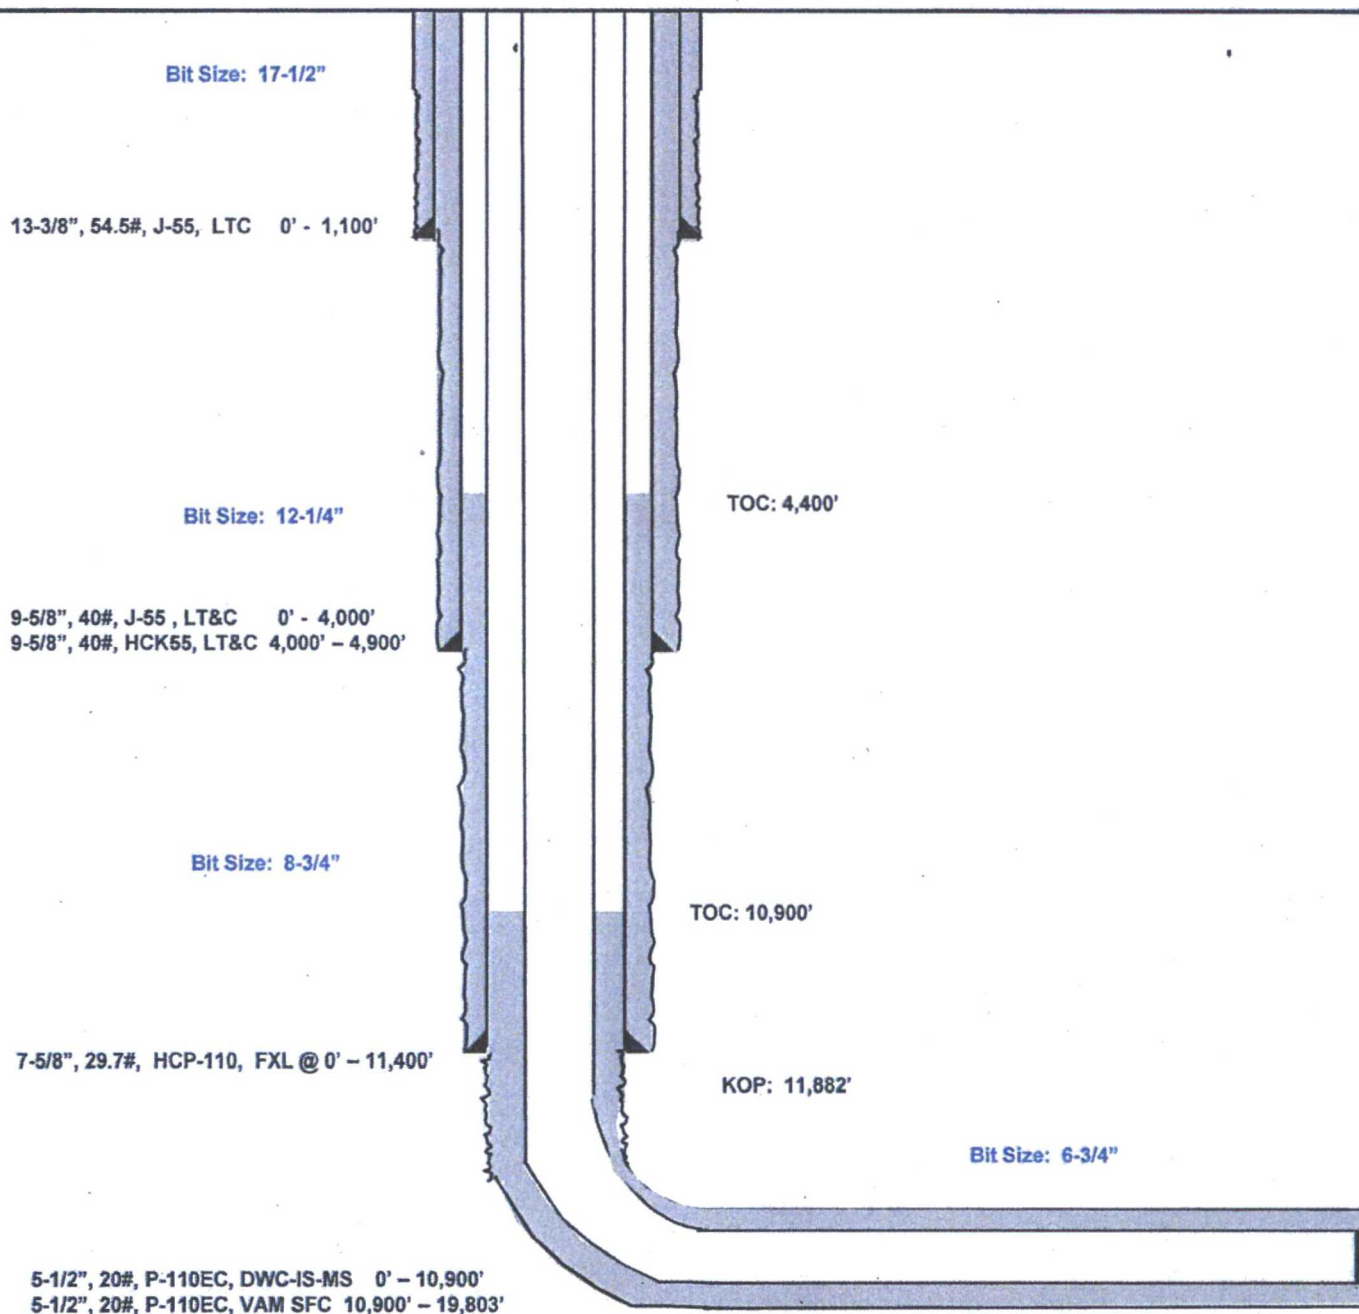 Bit Size: 17-1/2”
13-3/8”, 54.5#, J-55, LTC 0’ - 1,100’
TOC: 4,400’
Bit Size: 12-1/4”
9-5/8”, 40#, J-55 , LT&C 0’ - 4,000’
9-5/8”, 40#, HCK55, LT&C 4,000’ – 4,900’
Bit Size: 8-3/4”
TOC: 10,900’
7-5/8”, 29.7#, HCP-110, FXL @ 0’ – 11,400’
KOP: 11,882’
Bit Size: 6-3/4”
5-1/2”, 20#, P-110EC, DWC-IS-MS 0’ – 10,900’
5-1/2”, 20#, P-110EC, VAM SFC 10,900’ – 19,803’